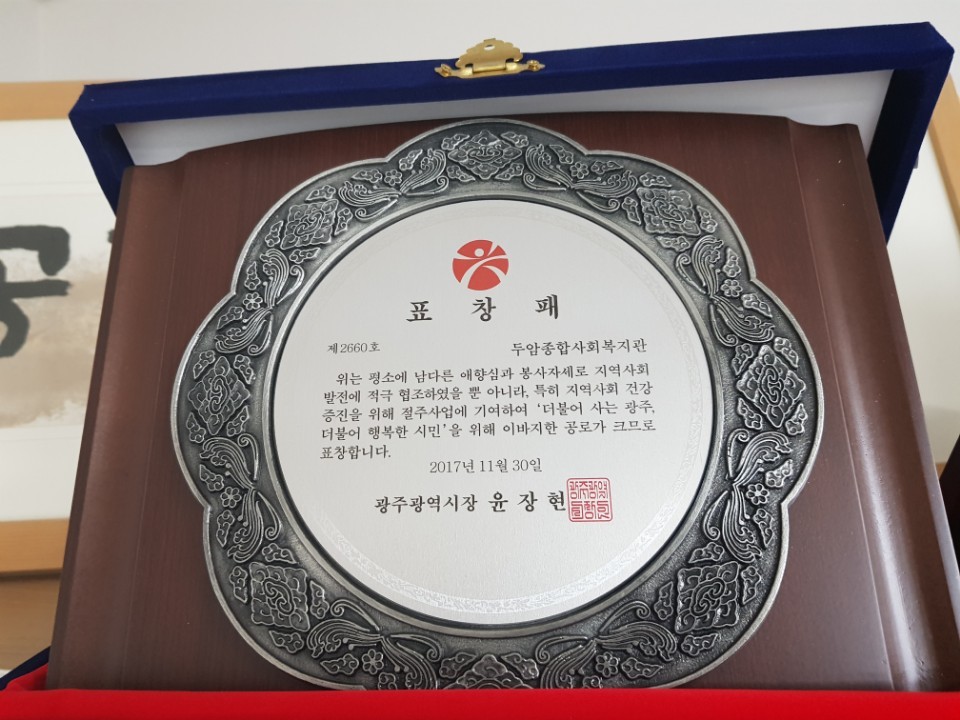 표창패
제2660호
두암종합사회복지관
위는 평소에 남다른 애향심과 봉사자세로 지역사회
발전에 적극 협조하였을 뿐 아니라, 특히 지역사회 건강
증진을 위해 절주사업에 기여하여 '더불어 사는 광주,
더불어 행복한 시민'을 위해 이바지한 공로가 크므로
표창합니다.
2017년 11월 30일
광주광역시장 윤장현